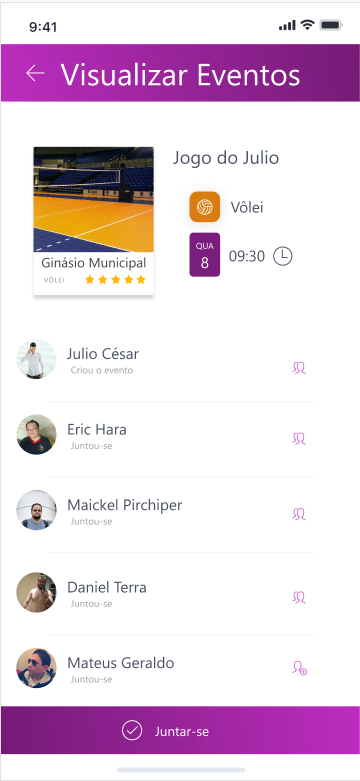 9:41
Visualizar Eventos
Jogo do Julio
Vôlei
QUA
8
09:30
Ginásio Municipal
VÔLEI
Julio César
Criou o evento
Eric Hara
Juntou-se
Maickel Pirchiper
Juntou-se
Daniel Terra
Juntou-se
Mateus Geraldo
Juntou-se
Juntar-se